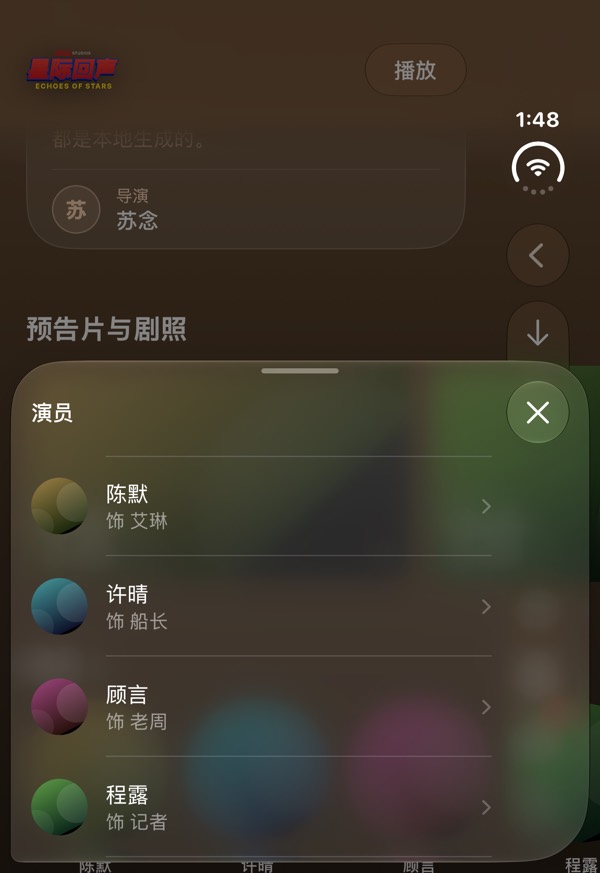 星际回声
ECHOES OF STARS
播放
1:48
都是本地生成的。
苏
导演
苏念
预告片与剧照
演员
陈默
饰 艾琳
许晴
饰 船长
顾言
饰 老周
程露
饰 记者
陈默
许晴
顾言
程露